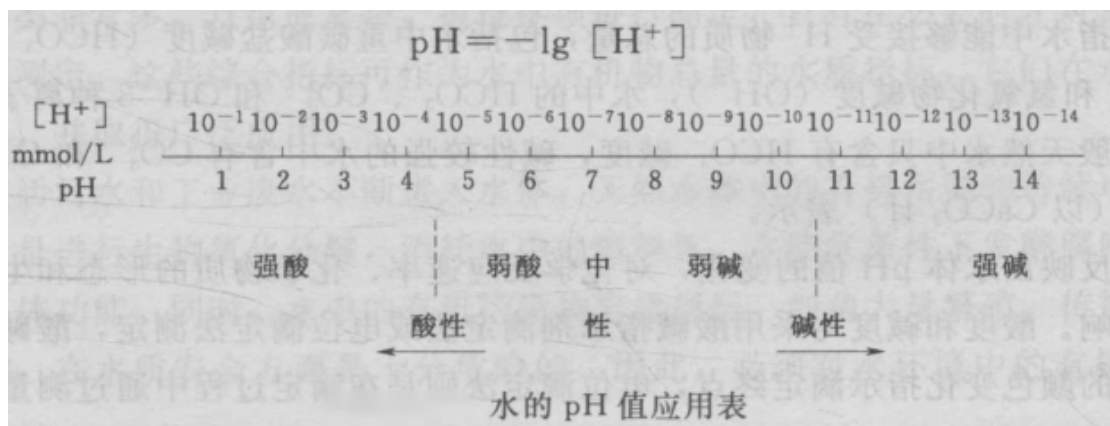 pH=-lg [H⁺]
[H⁺] 10⁻¹ 10⁻² 10⁻³ 10⁻⁴ 10⁻⁵ 10⁻⁶ 10⁻⁷ 10⁻⁸ 10⁻⁹ 10⁻¹⁰ 10⁻¹¹ 10⁻¹² 10⁻¹³ 10⁻¹⁴
mmol/L
pH 1 2 3 4 5 6 7 8 9 10 11 12 13 14
强酸 弱酸 中 弱碱 强碱
酸性 性 碱性
水的 pH 值应用表